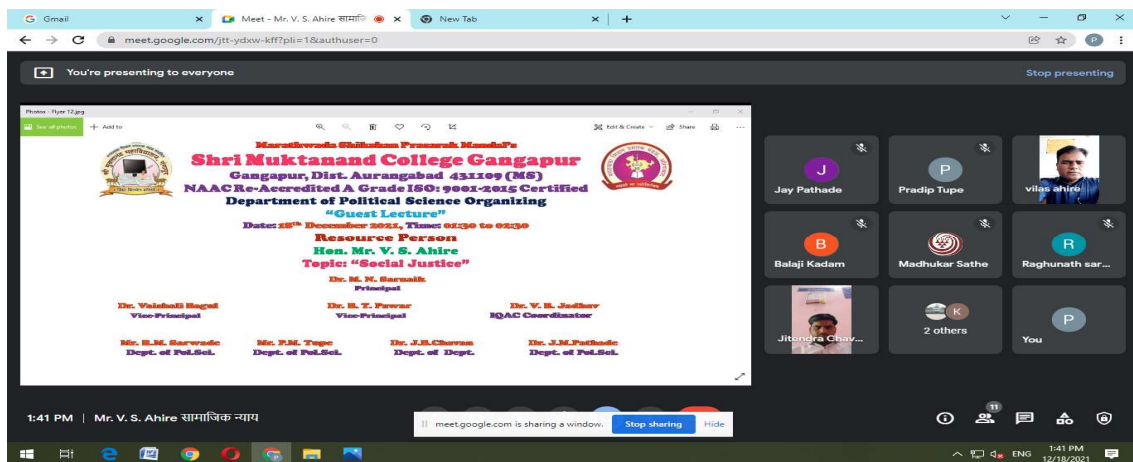 Gmail
Meet - Mr. V. S. Ahire
New Tab
meet.google.com/jtt-ydxw-kff?pli=1&authuser=0
P
You're presenting to everyone
Stop presenting
Photos - Flyer 12.jpg
See all photos
Add to
Edit & Create
Share
Marathwada Shikshan Prasarak Mandal's
Shri Muktanand College Gangapur
Gangapur, Dist. Aurangabad 431109 (MS)
NAAC Re-Accredited A Grade ISO: 9001-2015 Certified
Department of Political Science Organizing
“Guest Lecture”
Date: 18th December 2021, Time: 01:30 to 02:30
Resource Person
Hon. Mr. V. S. Ahire
Topic: “Social Justice”
Dr. M. N. Sarnaik
Principal
Dr. Vaishali Bagul
Vice-Principal
Dr. B. T. Pawar
Vice-Principal
Dr. V. B. Jadhav
IQAC Coordinator
Mr. R.M. Sarwade
Dept. of Pol.Sci.
Mr. P.M. Tupe
Dept. of Pol.Sci.
Dr. J.B.Chavan
Dept. of Dept.
Dr. J.M.Pathade
Dept. of Pol.Sci.
J
Jay Pathade
P
Pradip Tupe
vilas ahire
B
Balaji Kadam
Madhukar Sathe
R
Raghunath sar...
Jitendra Chav...
K
2 others
P
You
1:41 PM | Mr. V. S. Ahire सामाजिक न्याय
meet.google.com is sharing a window.
Stop sharing
Hide
11
ENG
1:41 PM
12/18/2021